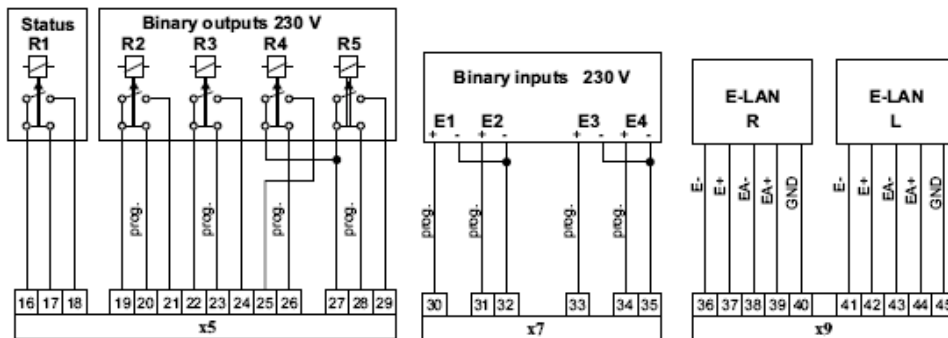 Status
R1
Binary outputs 230 V
R2 R3 R4 R5
Binary inputs 230 V
E1 E2 E3 E4
+ - + - + - + -
E-LAN
R
E-LAN
L
prog. prog. prog. prog.
prog. prog. prog. prog.
E- E+ EA- EA+ GND
E- E+ EA- EA+ GND
16 17 18
19 20 21 22 23 24 25 26 27 28 29
x5
30 31 32 33 34 35
x7
36 37 38 39 40 41 42 43 44 45
x9